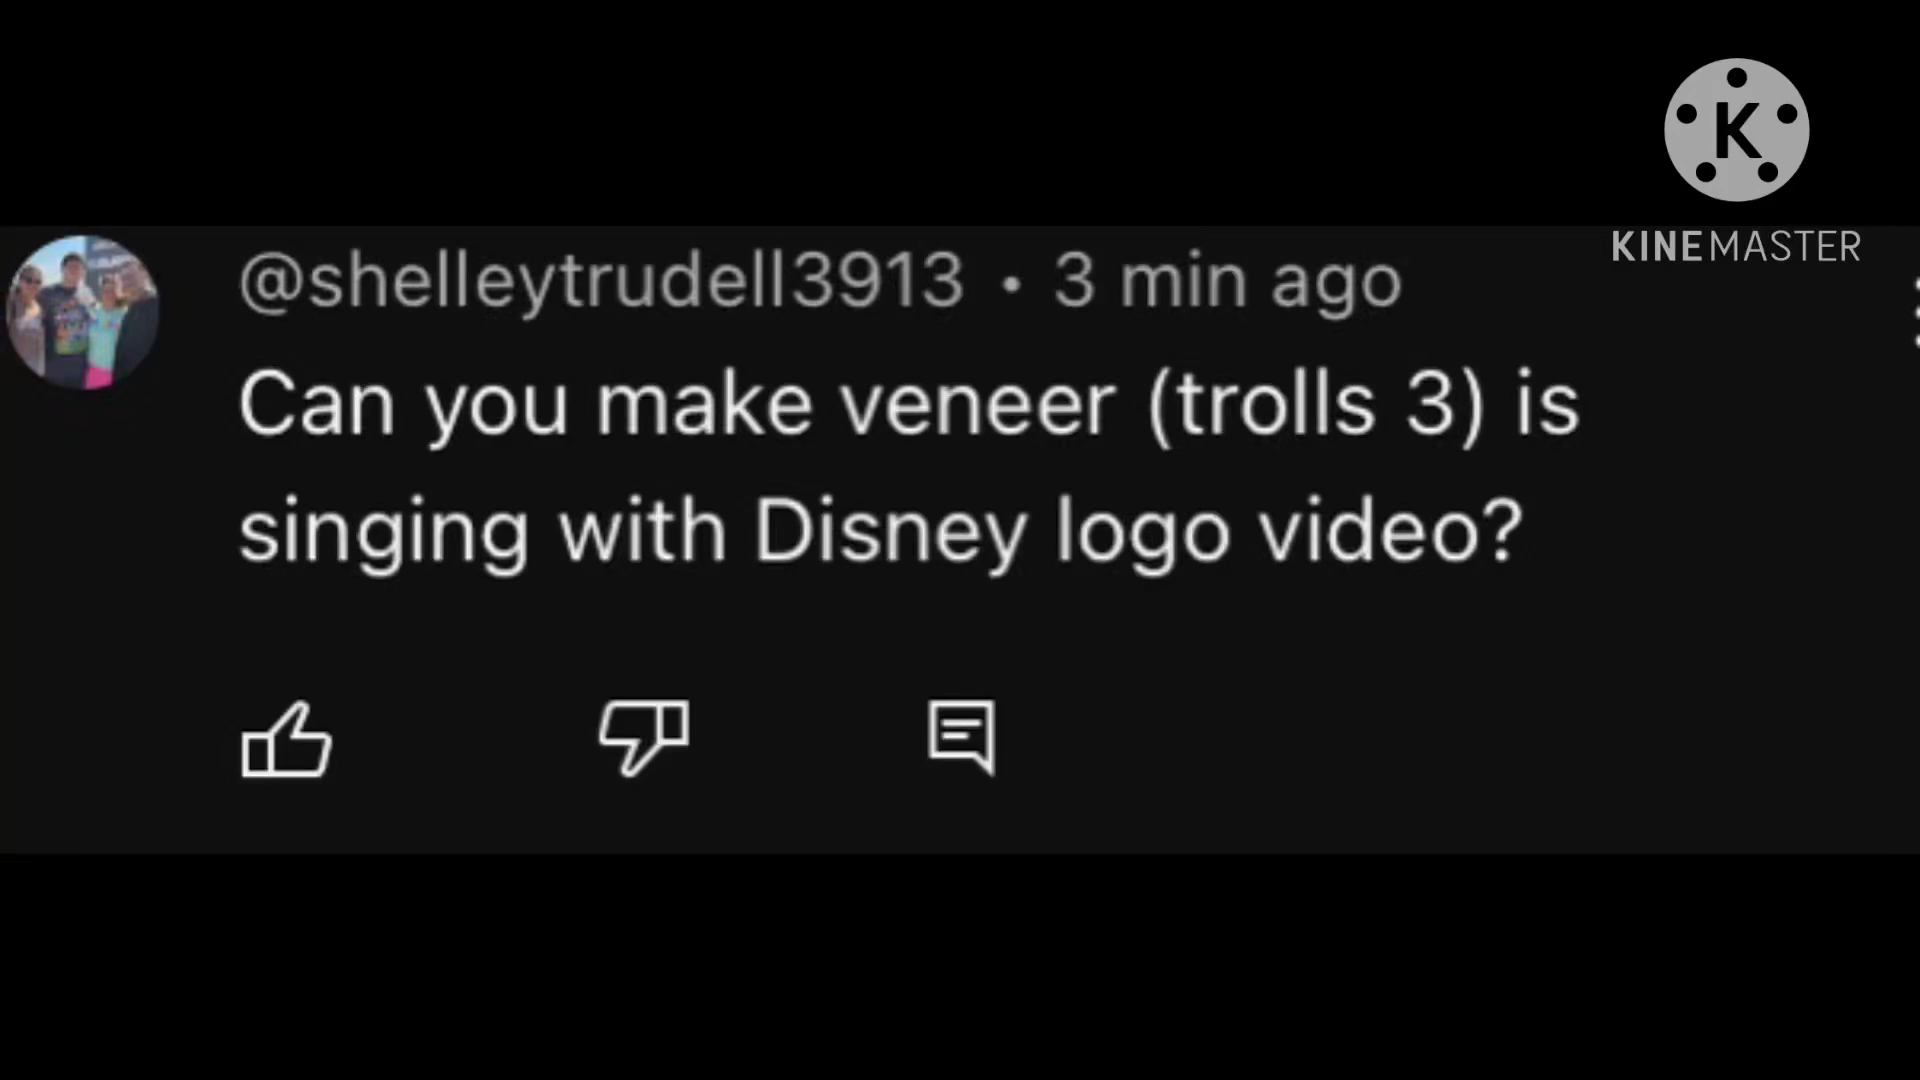 K
KINEMASTER
@shelleytrudell3913 • 3 min ago
Can you make veneer (trolls 3) is
singing with Disney logo video?